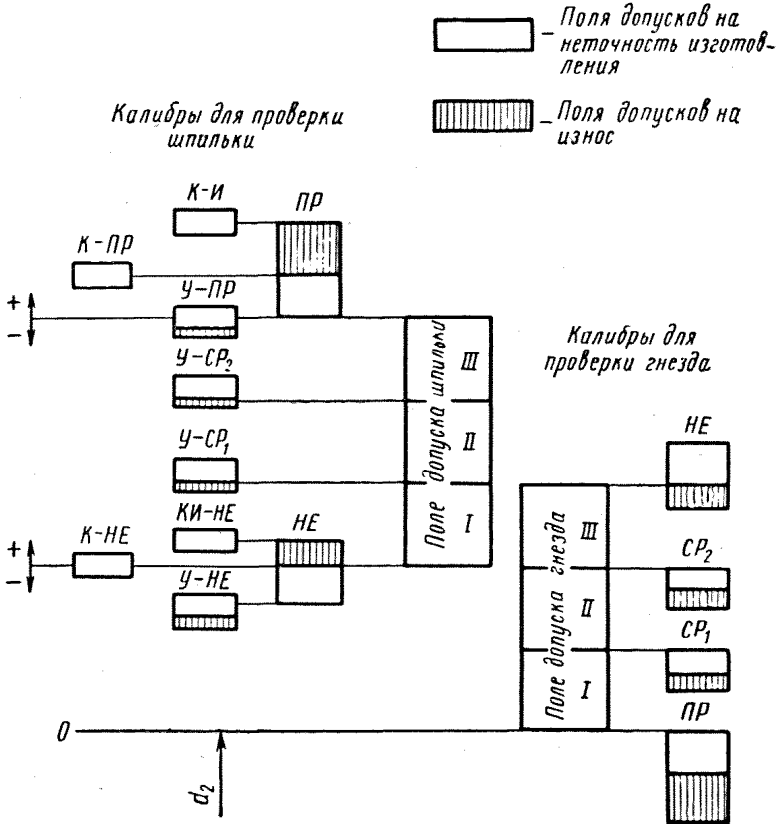 – Поля допусков на
неточность изготов-
ления
– Поля допусков на
износ
Калибры для проверки
шпильки
К-И
ПР
К-ПР
У-ПР
+
–
У-СР₂
У-СР₁
КИ-НЕ
НЕ
К-НЕ
+
–
У-НЕ
Поле допуска шпильки
III
II
I
Калибры для
проверки гнезда
НЕ
СР₂
СР₁
ПР
Поле допуска гнезда
III
II
I
0
d₂